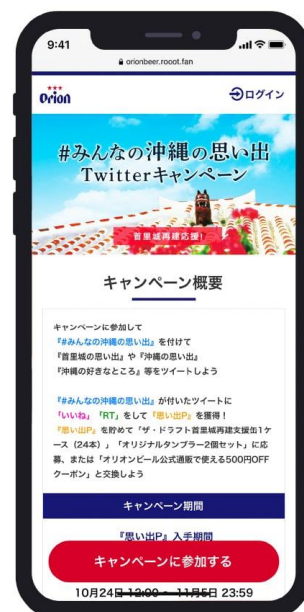 9:41
orionbeer.rooot.fan
Orion
ログイン
#みんなの沖縄の思い出
Twitterキャンペーン
首里城再建応援!
キャンペーン概要
キャンペーンに参加して
『#みんなの沖縄の思い出』を付けて
『首里城の思い出』や『沖縄の思い出』
『沖縄の好きなところ』等をツイートしよう
『#みんなの沖縄の思い出』が付いたツイートに
「いいね」「RT」をして『思い出P』を獲得！
『思い出P』を貯めて「ザ・ドラフト首里城再建支援缶1ケ
ース（24本）」「オリジナルタンブラー2個セット」に応
募、または「オリオンビール公式通販で使える500円OFF
クーポン」と交換しよう
キャンペーン期間
『思い出P』入手期間
キャンペーンに参加する
10月24日 12:00 ~ 11月5日 23:59